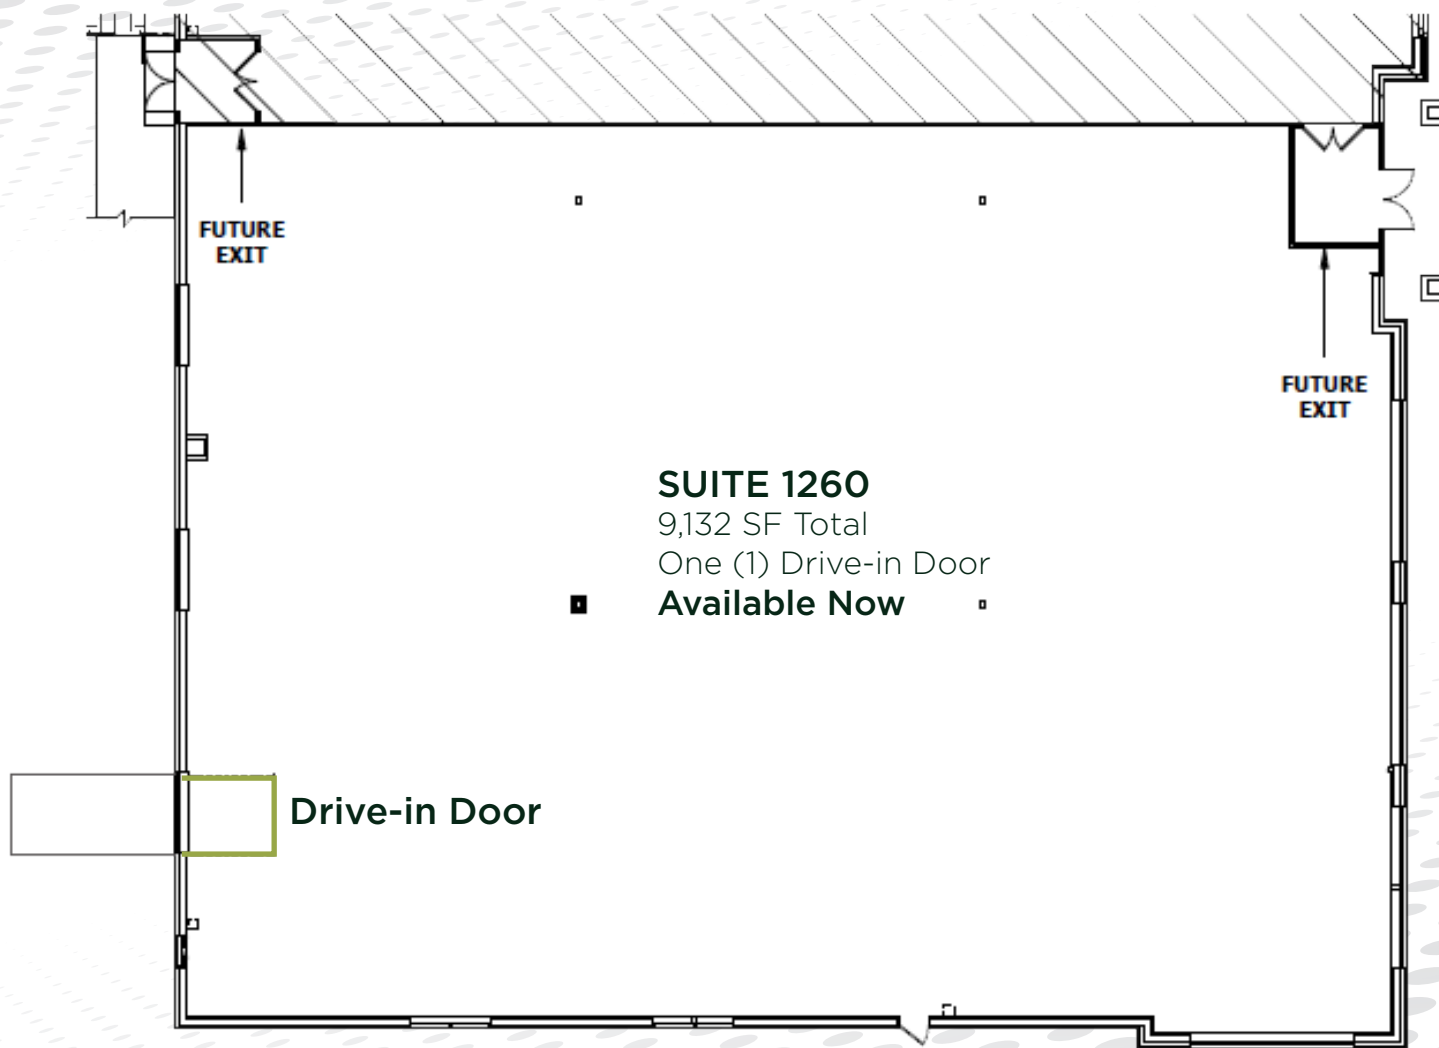 FUTURE
EXIT
FUTURE
EXIT
SUITE 1260
9,132 SF Total
One (1) Drive-in Door
Available Now
Drive-in Door